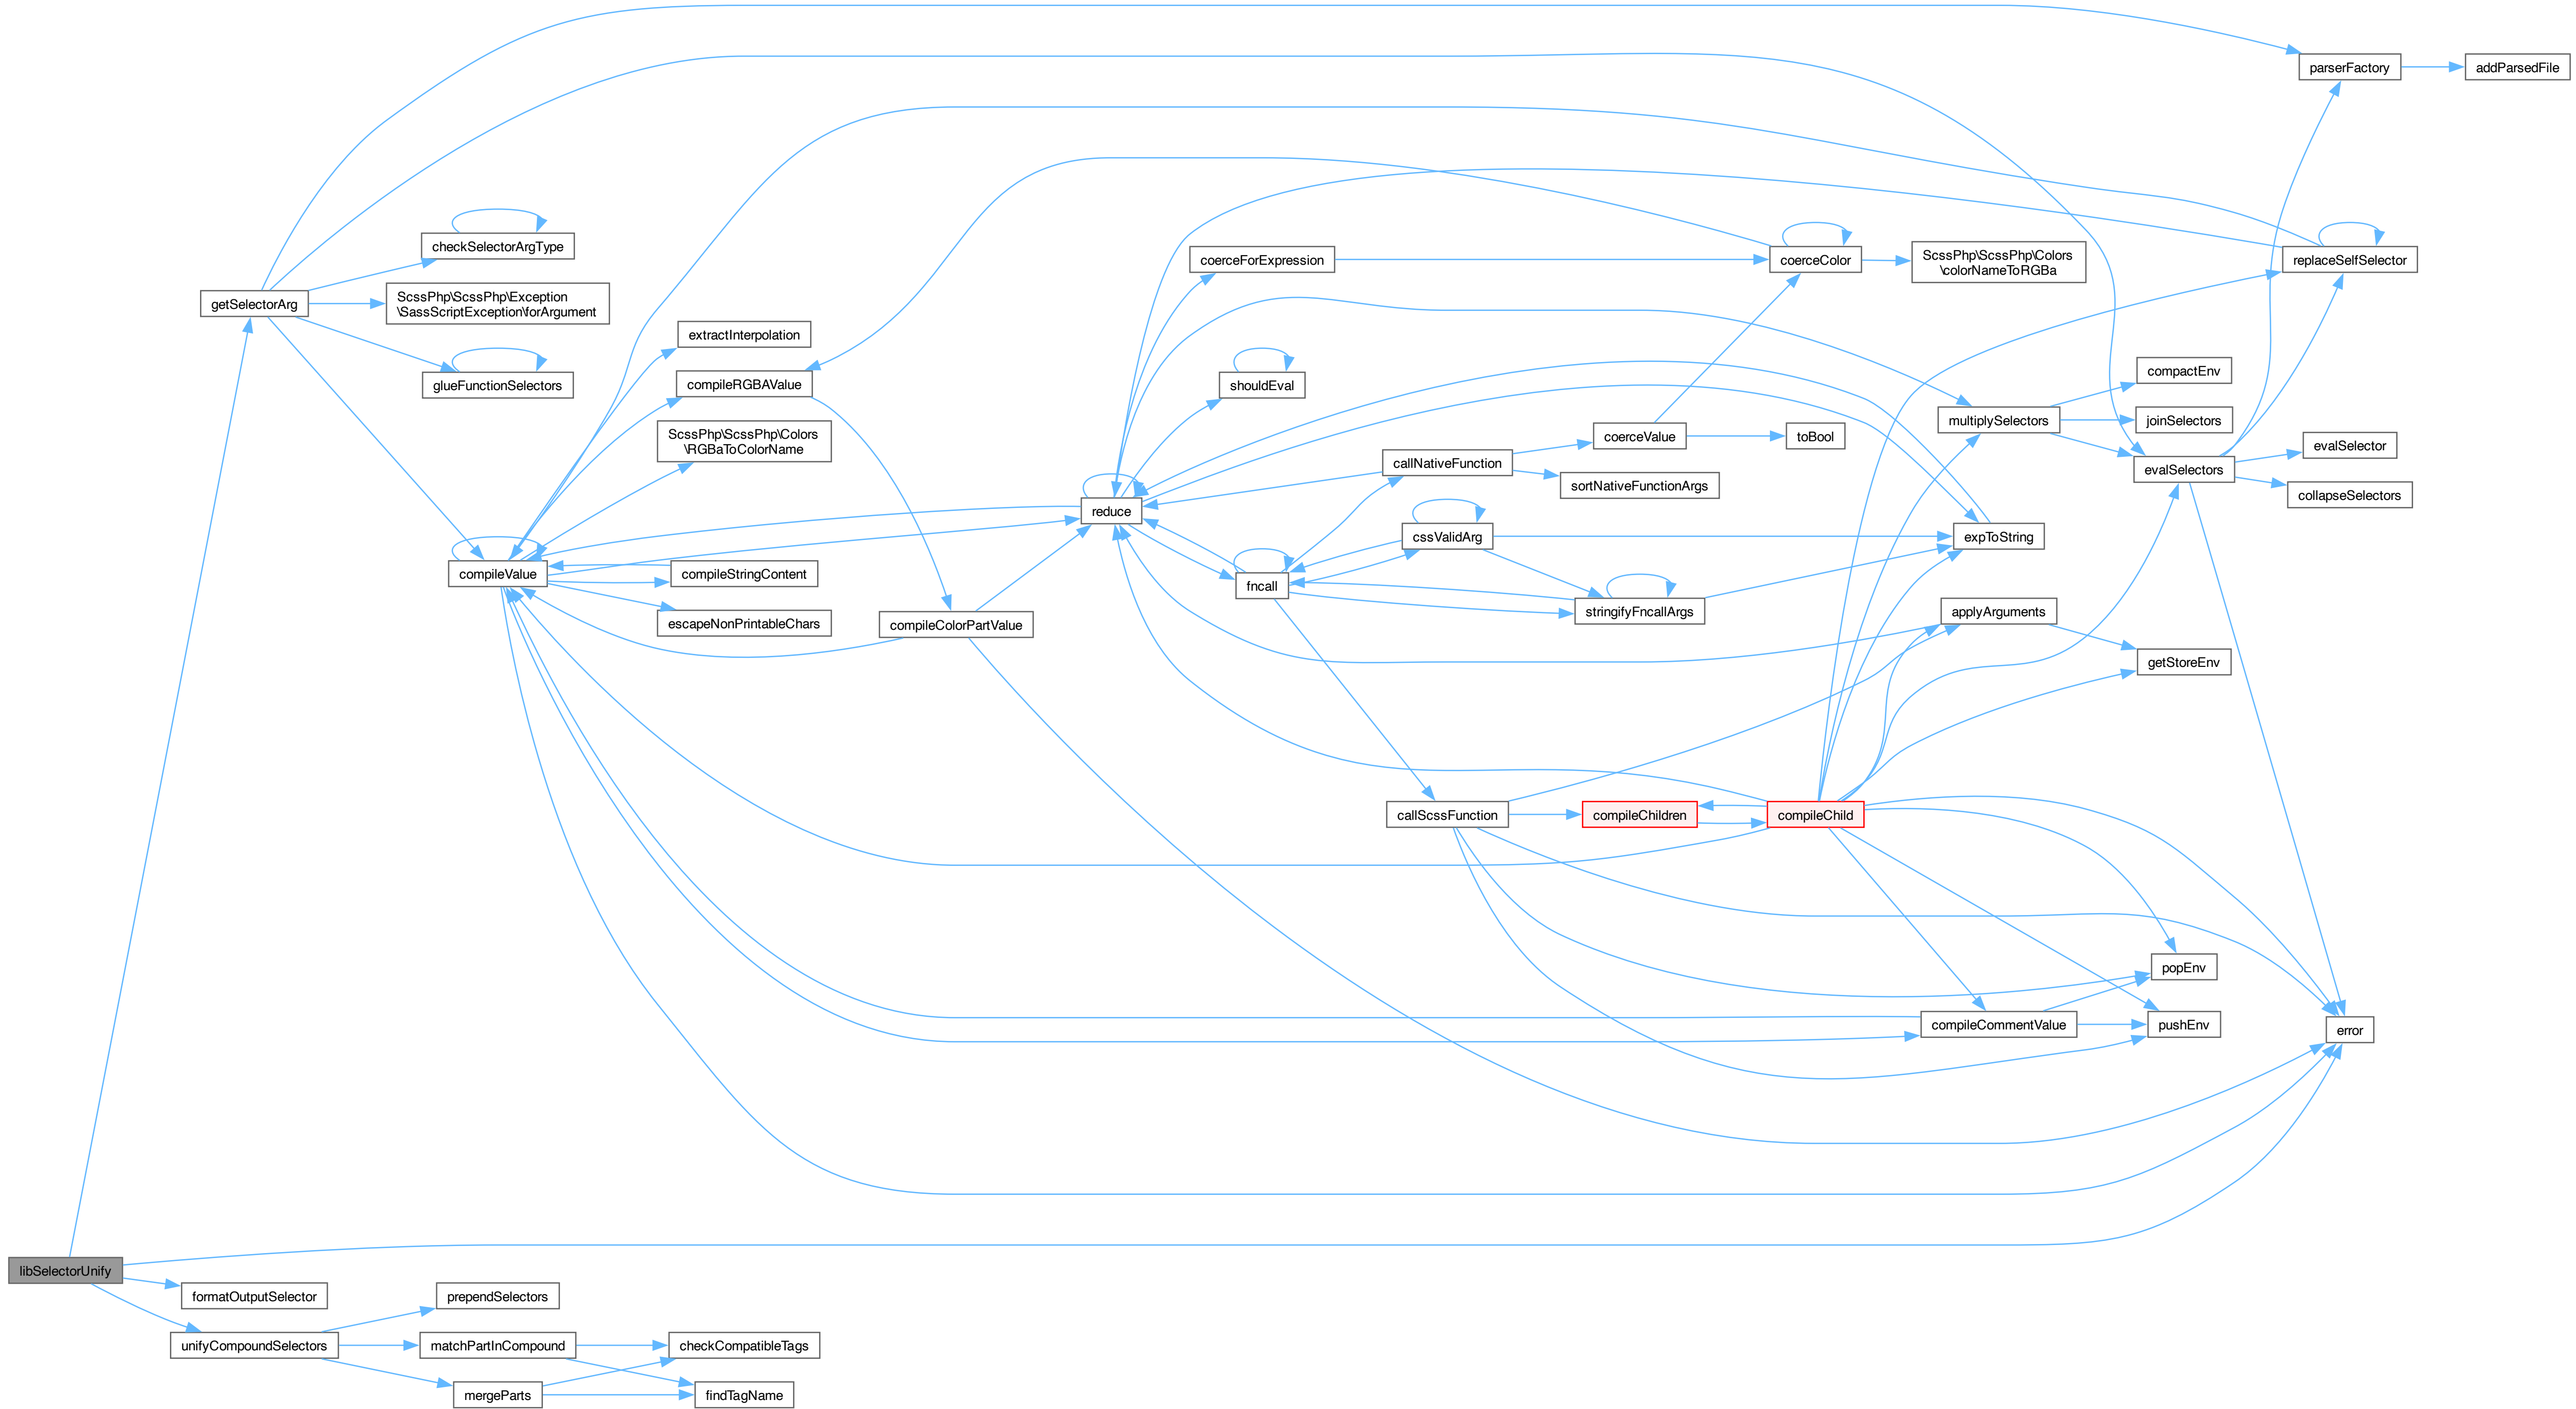 parserFactory
addParsedFile
checkSelectorArgType
replaceSelfSelector
coerceForExpression
coerceColor
ScssPhp\ScssPhp\Colors
\colorNameToRGBa
getSelectorArg
ScssPhp\ScssPhp\Exception
\SassScriptException\forArgument
extractInterpolation
glueFunctionSelectors
compileRGBAValue
shouldEval
compactEnv
multiplySelectors
joinSelectors
ScssPhp\ScssPhp\Colors
\RGBaToColorName
coerceValue
toBool
evalSelector
callNativeFunction
evalSelectors
sortNativeFunctionArgs
collapseSelectors
reduce
cssValidArg
expToString
compileValue
compileStringContent
fncall
escapeNonPrintableChars
compileColorPartValue
stringifyFncallArgs
applyArguments
getStoreEnv
callScssFunction
compileChildren
compileChild
popEnv
compileCommentValue
pushEnv
error
libSelectorUnify
formatOutputSelector
prependSelectors
unifyCompoundSelectors
matchPartInCompound
checkCompatibleTags
mergeParts
findTagName